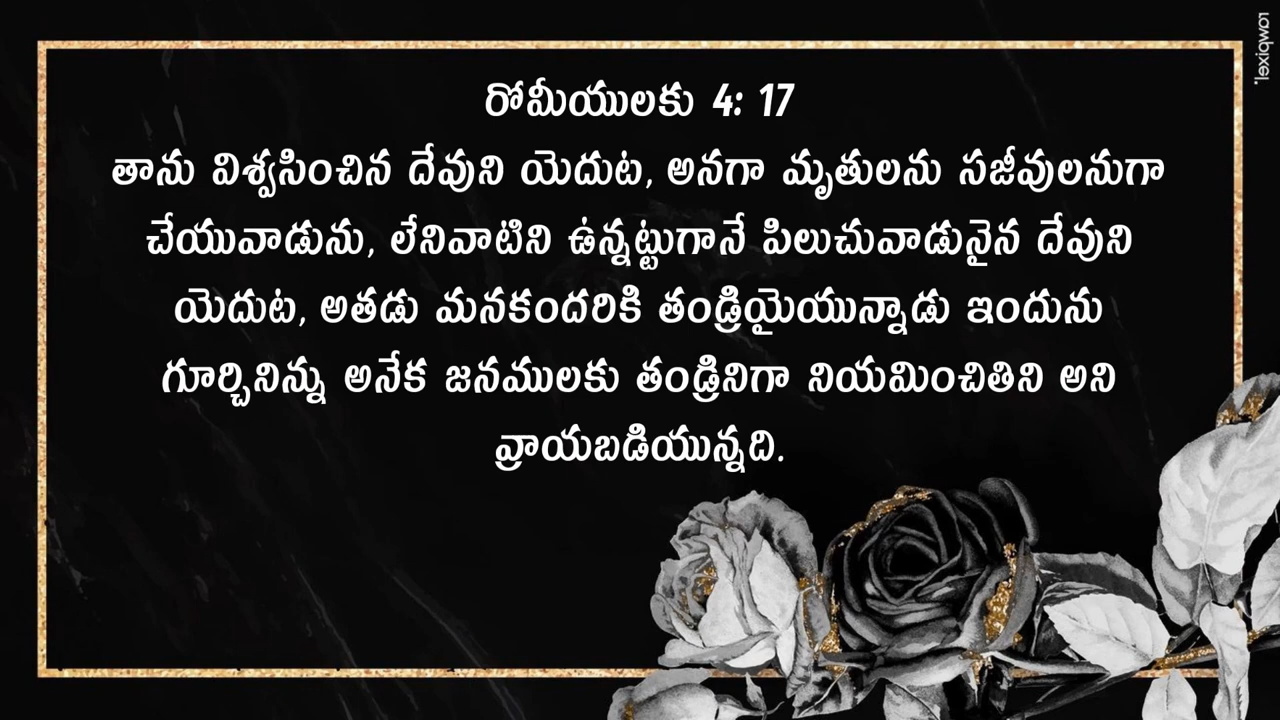 రోమీయులకు 4: 17
తాను విశ్వసించిన దేవుని యెదుట, అనగా మృతులను సజీవులనుగా
చేయువాడును, లేనివాటిని ఉన్నట్టుగానే పిలుచువాడునైన దేవుని
యెదుట, అతడు మనకందరికి తండ్రియైయున్నాడు ఇందును
గూర్చినిన్ను అనేక జనములకు తండ్రినిగా నియమించితిని అని
వ్రాయబడియున్నది.
rawpixel.